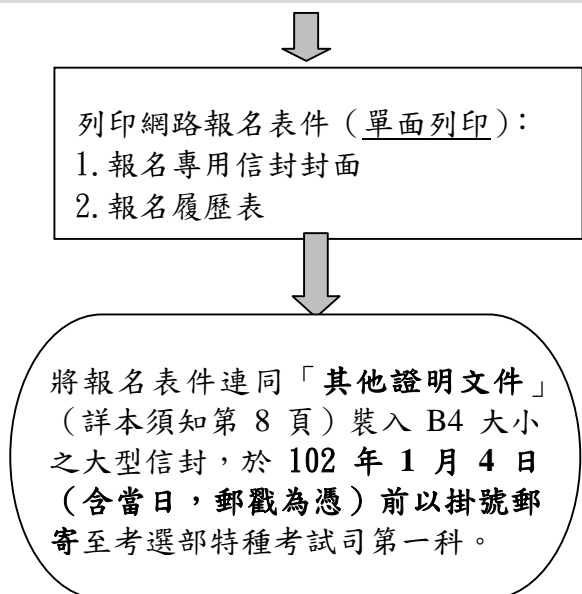 列印網路報名表件（單面列印）：
1.報名專用信封封面
2.報名履歷表
將報名表件連同「其他證明文件」
（詳本須知第 8 頁）裝入 B4 大小
之大型信封，於 102 年 1 月 4 日
（含當日，郵戳為憑）前以掛號郵
寄至考選部特種考試司第一科。